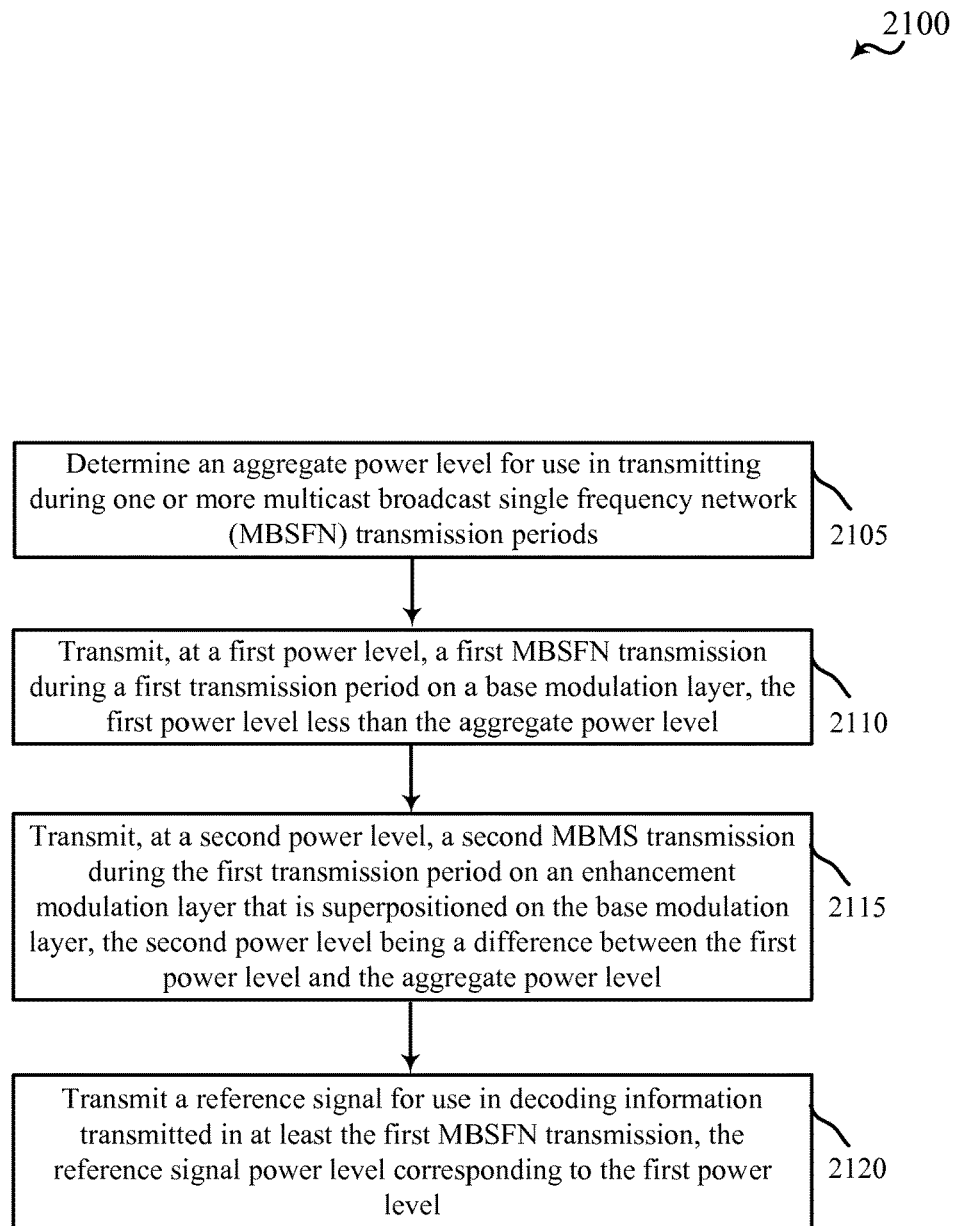 2100
Determine an aggregate power level for use in transmitting
during one or more multicast broadcast single frequency network
(MBSFN) transmission periods
2105
Transmit, at a first power level, a first MBSFN transmission
during a first transmission period on a base modulation layer, the
first power level less than the aggregate power level
2110
Transmit, at a second power level, a second MBMS transmission
during the first transmission period on an enhancement
modulation layer that is superpositioned on the base modulation
layer, the second power level being a difference between the first
power level and the aggregate power level
2115
Transmit a reference signal for use in decoding information
transmitted in at least the first MBSFN transmission, the
reference signal power level corresponding to the first power
level
2120